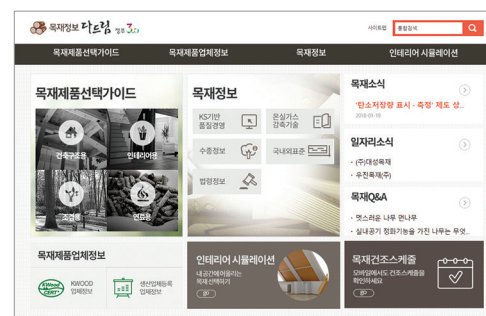 목재정보 다드림 정부 3.0
사이트맵
통합검색
목재제품선택가이드 목재제품업체정보 목재정보 인테리어 시뮬레이션
목재제품선택가이드
건축구조용
인테리어용
조경용
연료용
목재정보
KS기반
품질경영
온실가스
감축기술
수종정보
국내외표준
법령정보
목재소식
'탄소저장량 표시 · 측정' 제도 상..
2018-01-19
일자리소식
· (주)대성목재
· 우진목재(주)
목재Q&A
· 멋스러운 나무 면나무
· 실내공기 정화기능을 가진 나무는 무엇..
목재제품업체정보
KWood
CERT
KWOOD
업체정보
생산업체등록
업체정보
인테리어 시뮬레이션
내 공간에 어울리는
목재 선택하기
go
목재건조스케줄
모바일에서도 건조스케줄을
확인하세요
go